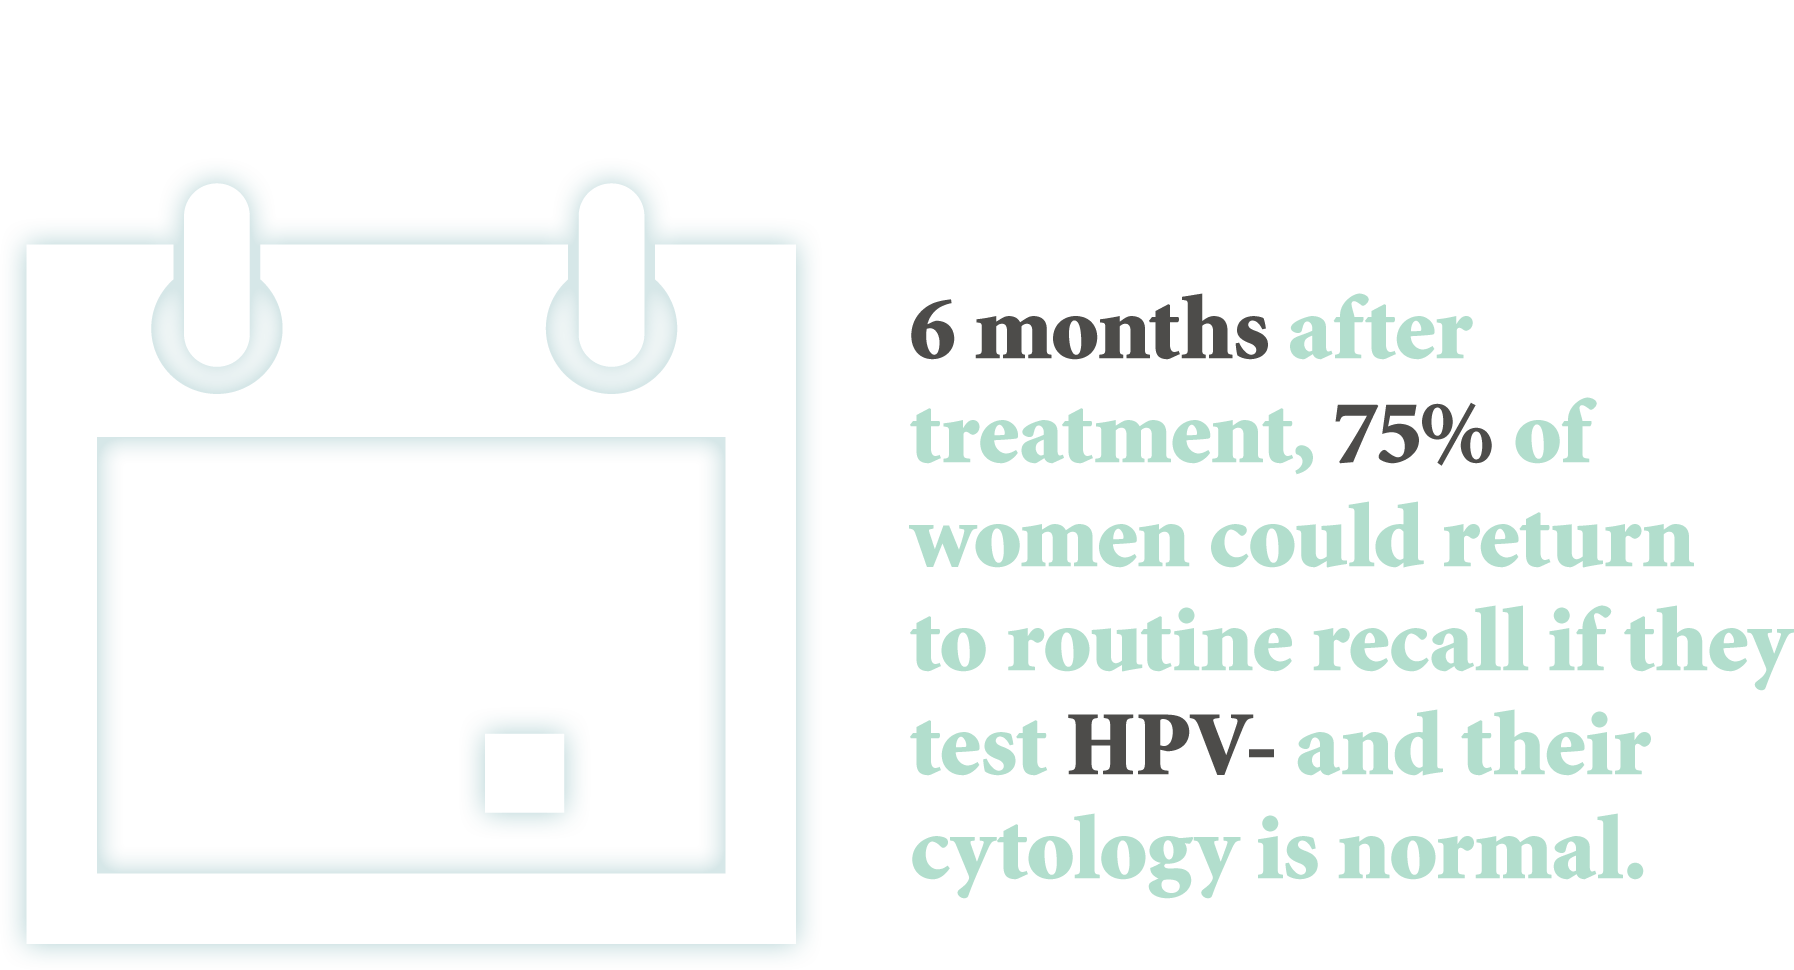 6 months after
treatment, 75% of
women could return
to routine recall if they
test HPV- and their
cytology is normal.